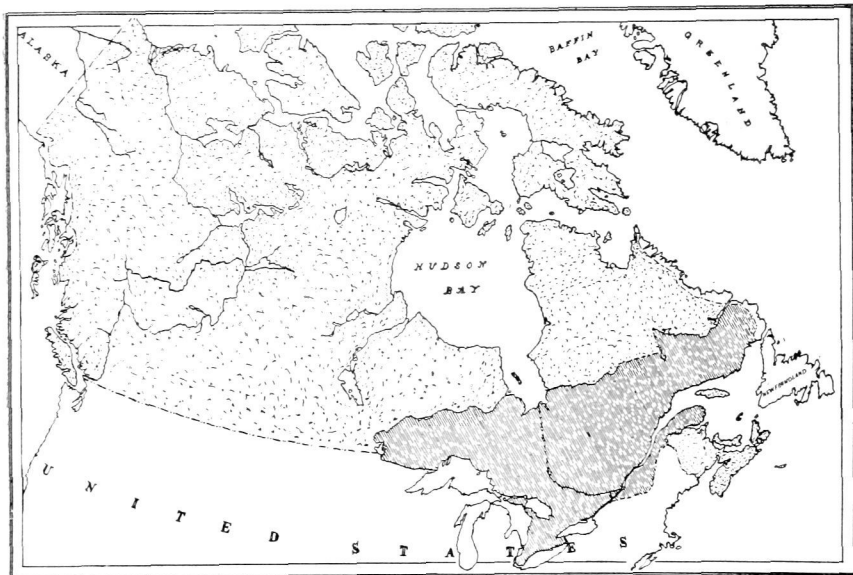 ALASKA
BAFFIN
BAY
GREENLAND
HUDSON
BAY
NEWFOUNDLAND
UNITED STATES